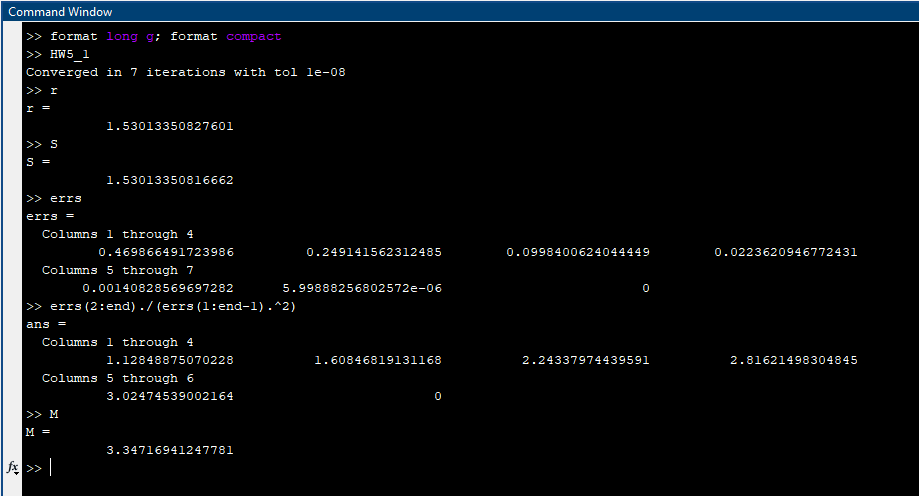 Command Window
>> format long g; format compact
>> HW5_1
Converged in 7 iterations with tol 1e-08
>> r
r =
1.53013350827601
>> S
S =
1.53013350816662
>> errs
errs =
Columns 1 through 4
0.469866491723986 0.249141562312485 0.0998400624044449 0.0223620946772431
Columns 5 through 7
0.00140828569697282 5.99888256802572e-06 0
>> errs(2:end)./(errs(1:end-1).^2)
ans =
Columns 1 through 4
1.12848875070228 1.60846819131168 2.24337974439591 2.81621498304845
Columns 5 through 6
3.02474539002164 0
>> M
M =
3.34716941247781
fx >>